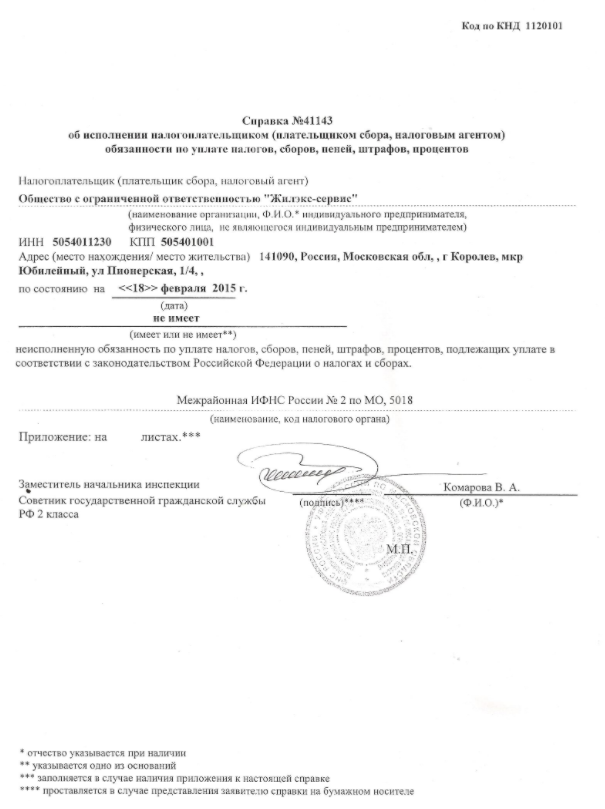 Код по КНД 1120101
Справка №41143
об исполнении налогоплательщиком (плательщиком сбора, налоговым агентом)
обязанности по уплате налогов, сборов, пеней, штрафов, процентов
Налогоплательщик (плательщик сбора, налоговый агент)
Общество с ограниченной ответственностью "Жилэкс-сервис"
(наименование организации, Ф.И.О.* индивидуального предпринимателя,
физического лица, не являющегося индивидуальным предпринимателем)
ИНН 5054011230 КПП 505401001
Адрес (место нахождения/ место жительства) 141090, Россия, Московская обл, , г Королев, мкр
Юбилейный, ул Пионерская, 1/4, ,
по состоянию на <<18>> февраля 2015 г.
(дата)
не имеет
(имеет или не имеет**)
неисполненную обязанность по уплате налогов, сборов, пеней, штрафов, процентов, подлежащих уплате в
соответствии с законодательством Российской Федерации о налогах и сборах.
Межрайонная ИФНС России № 2 по МО, 5018
(наименование, код налогового органа)
Приложение: на листах.***
Заместитель начальника инспекции
Комарова В. А.
Советник государственной гражданской службы
(подпись)****
(Ф.И.О.)*
РФ 2 класса
М.П.
* отчество указывается при наличии
** указывается одно из оснований
*** заполняется в случае наличия приложения к настоящей справке
**** проставляется в случае представления заявителю справки на бумажном носителе